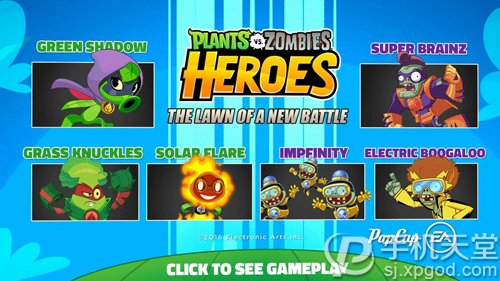 GREEN SHADOW
PLANTS VS. ZOMBIES
HEROES
THE LAWN OF A NEW BATTLE
SUPER BRAINZ
GRASS KNUCKLES
SOLAR FLARE
IMPFINITY
ELECTRIC BOOGALOO
©2016 Electronic Arts Inc.
PopCap
EA
手机天堂
sj.xpgod.com
CLICK TO SEE GAMEPLAY